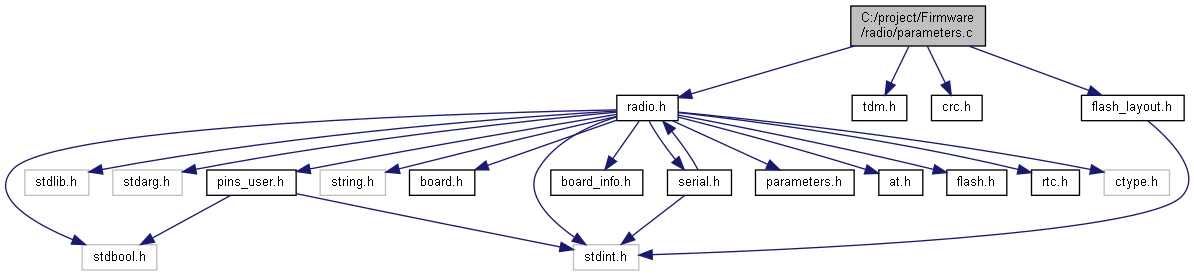 C:/project/Firmware
/radio/parameters.c
radio.h
tdm.h
crc.h
flash_layout.h
stdlib.h
stdarg.h
pins_user.h
string.h
board.h
board_info.h
serial.h
parameters.h
at.h
flash.h
rtc.h
ctype.h
stdbool.h
stdint.h